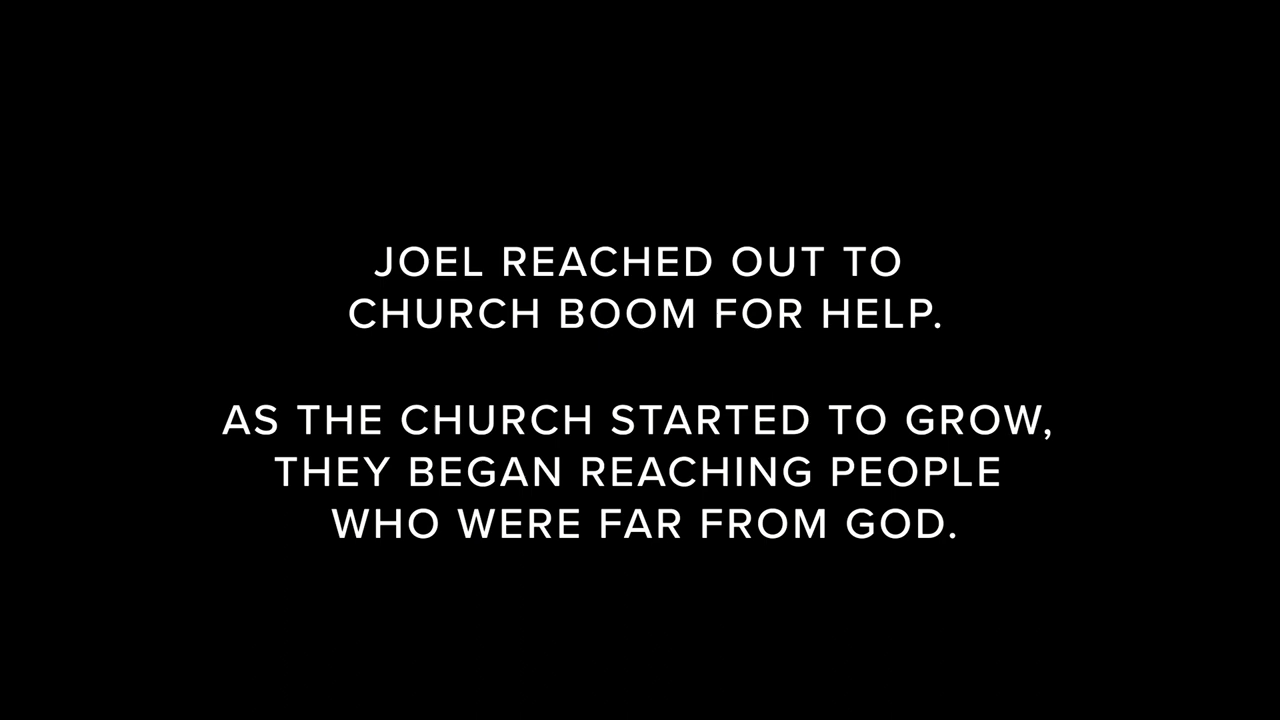 JOEL REACHED OUT TO
CHURCH BOOM FOR HELP.
AS THE CHURCH STARTED TO GROW,
THEY BEGAN REACHING PEOPLE
WHO WERE FAR FROM GOD.